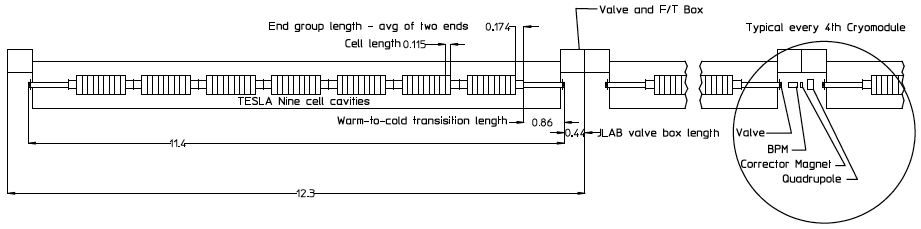 Valve and F/T Box
End group length - avg of two ends 0.174
Typical every 4th Cryomodule
Cell length 0.115
TESLA Nine cell cavities
Warm-to-cold transisition length 0.86
0.44 JLAB valve box length
Valve
BPM
11.4
Corrector Magnet
Quadrupole
12.3